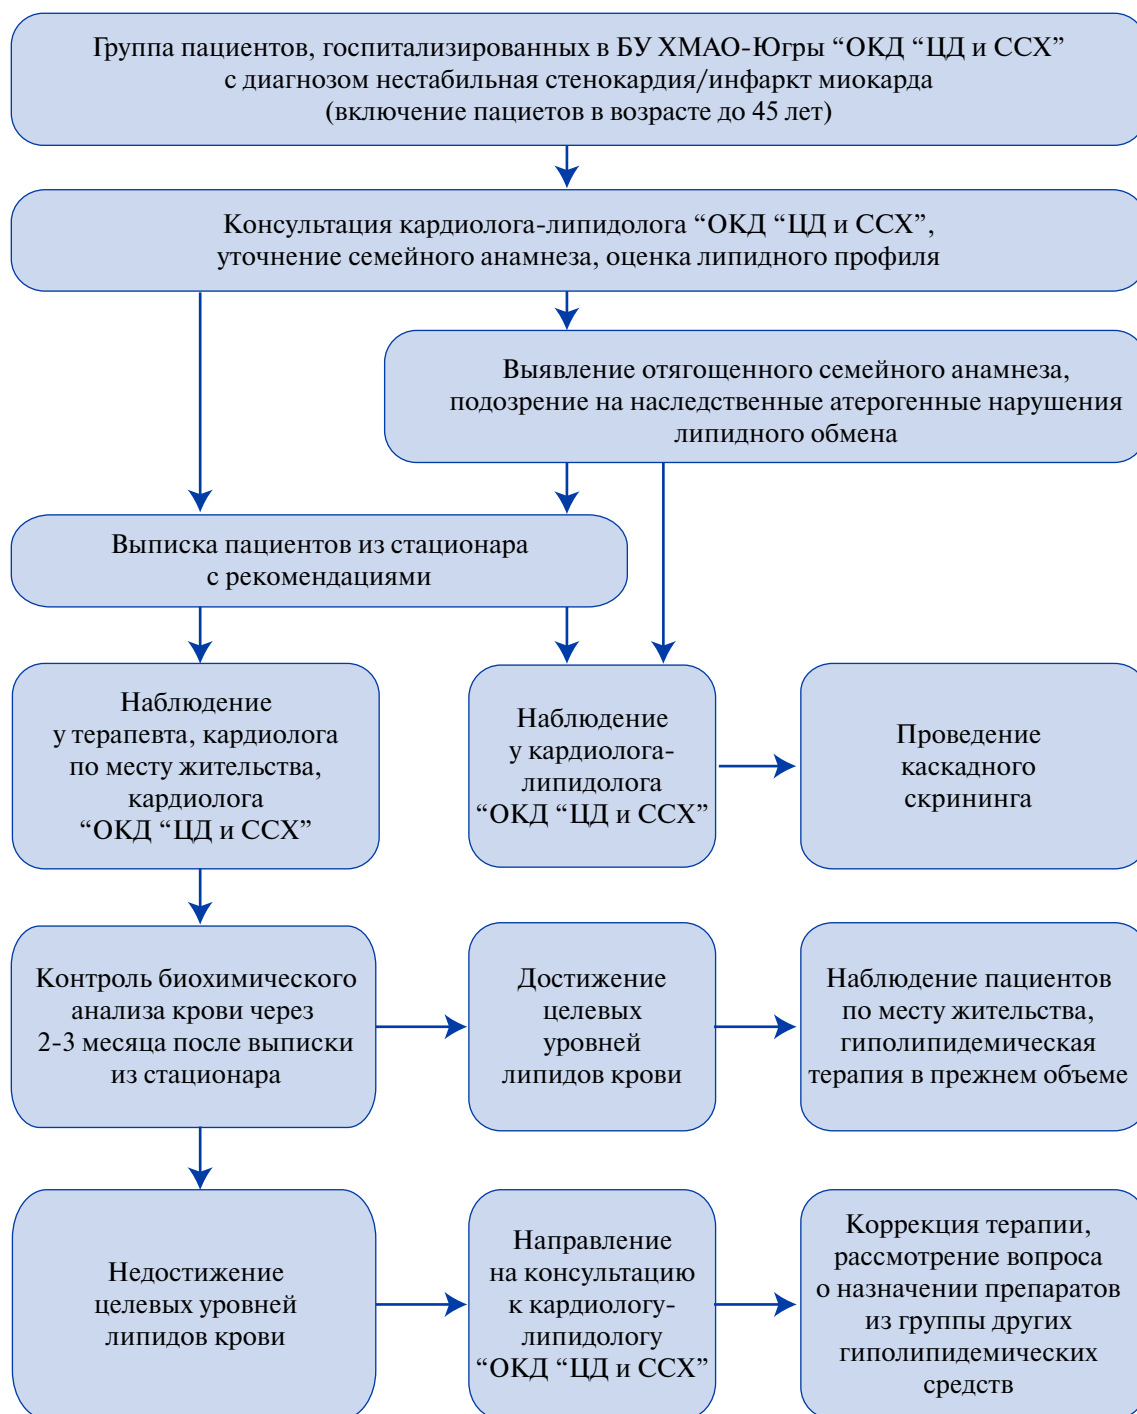 Группа пациентов, госпитализированных в БУ ХМАО-Югры “ОКД “ЦД и ССХ”
с диагнозом нестабильная стенокардия/инфаркт миокарда
(включение пациетов в возрасте до 45 лет)
Консультация кардиолога-липидолога “ОКД “ЦД и ССХ”,
уточнение семейного анамнеза, оценка липидного профиля
Выявление отягощенного семейного анамнеза,
подозрение на наследственные атерогенные нарушения
липидного обмена
Выписка пациентов из стационара
с рекомендациями
Наблюдение
у терапевта, кардиолога
по месту жительства,
кардиолога
“ОКД “ЦД и ССХ”
Наблюдение
у кардиолога-
липидолога
“ОКД “ЦД и ССХ”
Проведение
каскадного
скрининга
Контроль биохимического
анализа крови через
2-3 месяца после выписки
из стационара
Достижение
целевых
уровней
липидов крови
Наблюдение пациентов
по месту жительства,
гиполипидемическая
терапия в прежнем объеме
Недостижение
целевых уровней
липидов крови
Направление
на консультацию
к кардиологу-
липидологу
“ОКД “ЦД и ССХ”
Коррекция терапии,
рассмотрение вопроса
о назначении препаратов
из группы других
гиполипидемических
средств